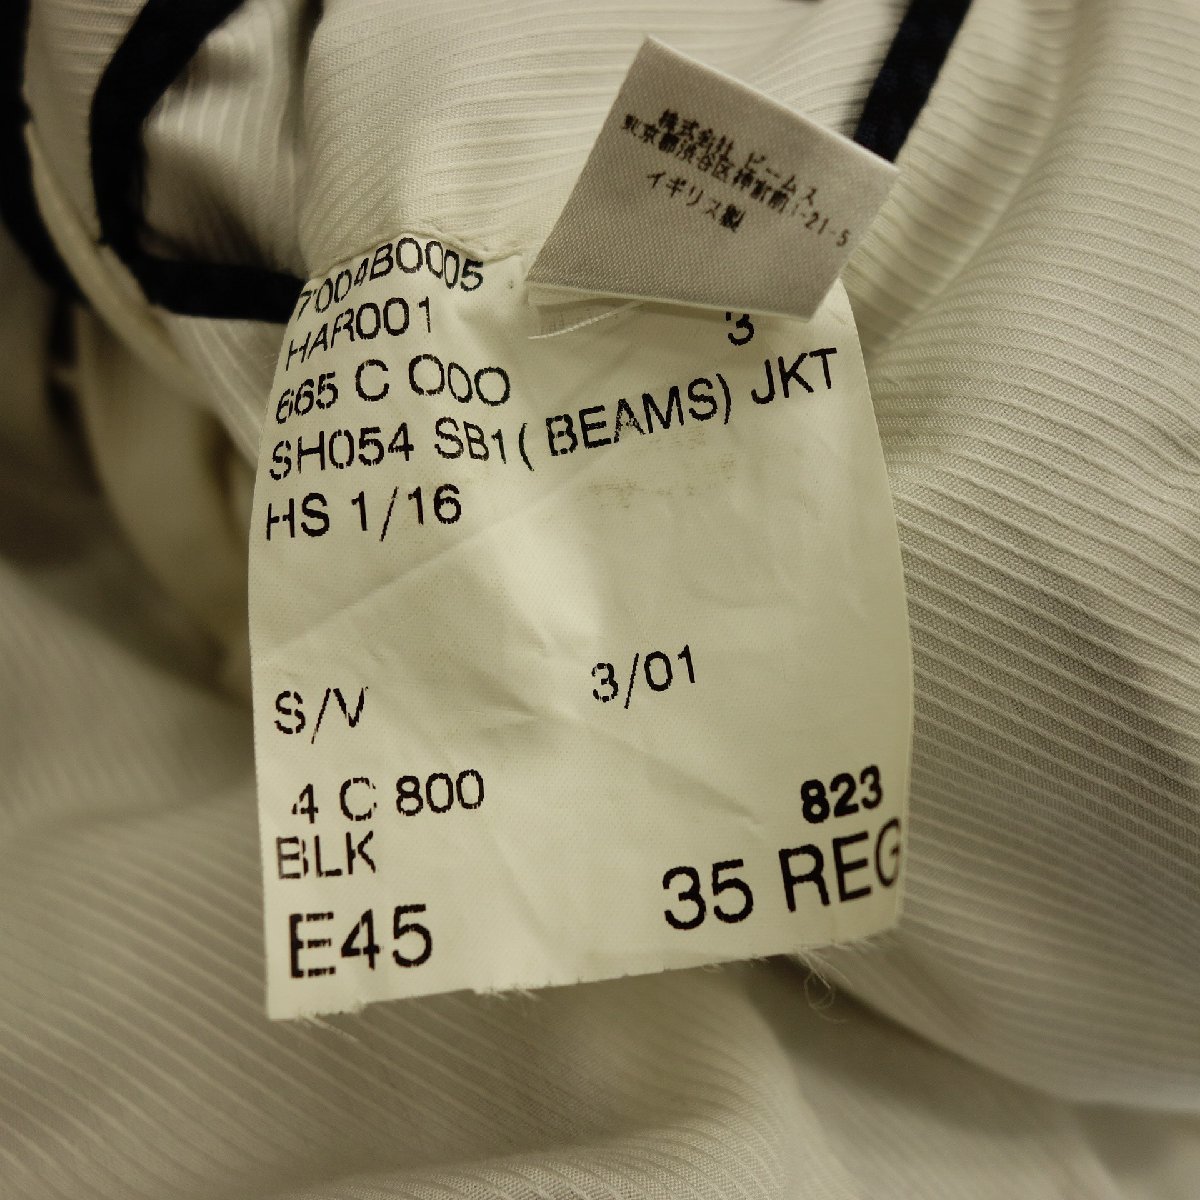 株式会社 ビームス
東京都渋谷区神宮前1-21-5
イギリス製
7004B0005
HAR001
3
665 C 000
SH054 SB1 ( BEAMS) JKT
HS 1/16
S/V 3/01
4 C 800 823
BLK
E45 35 REG